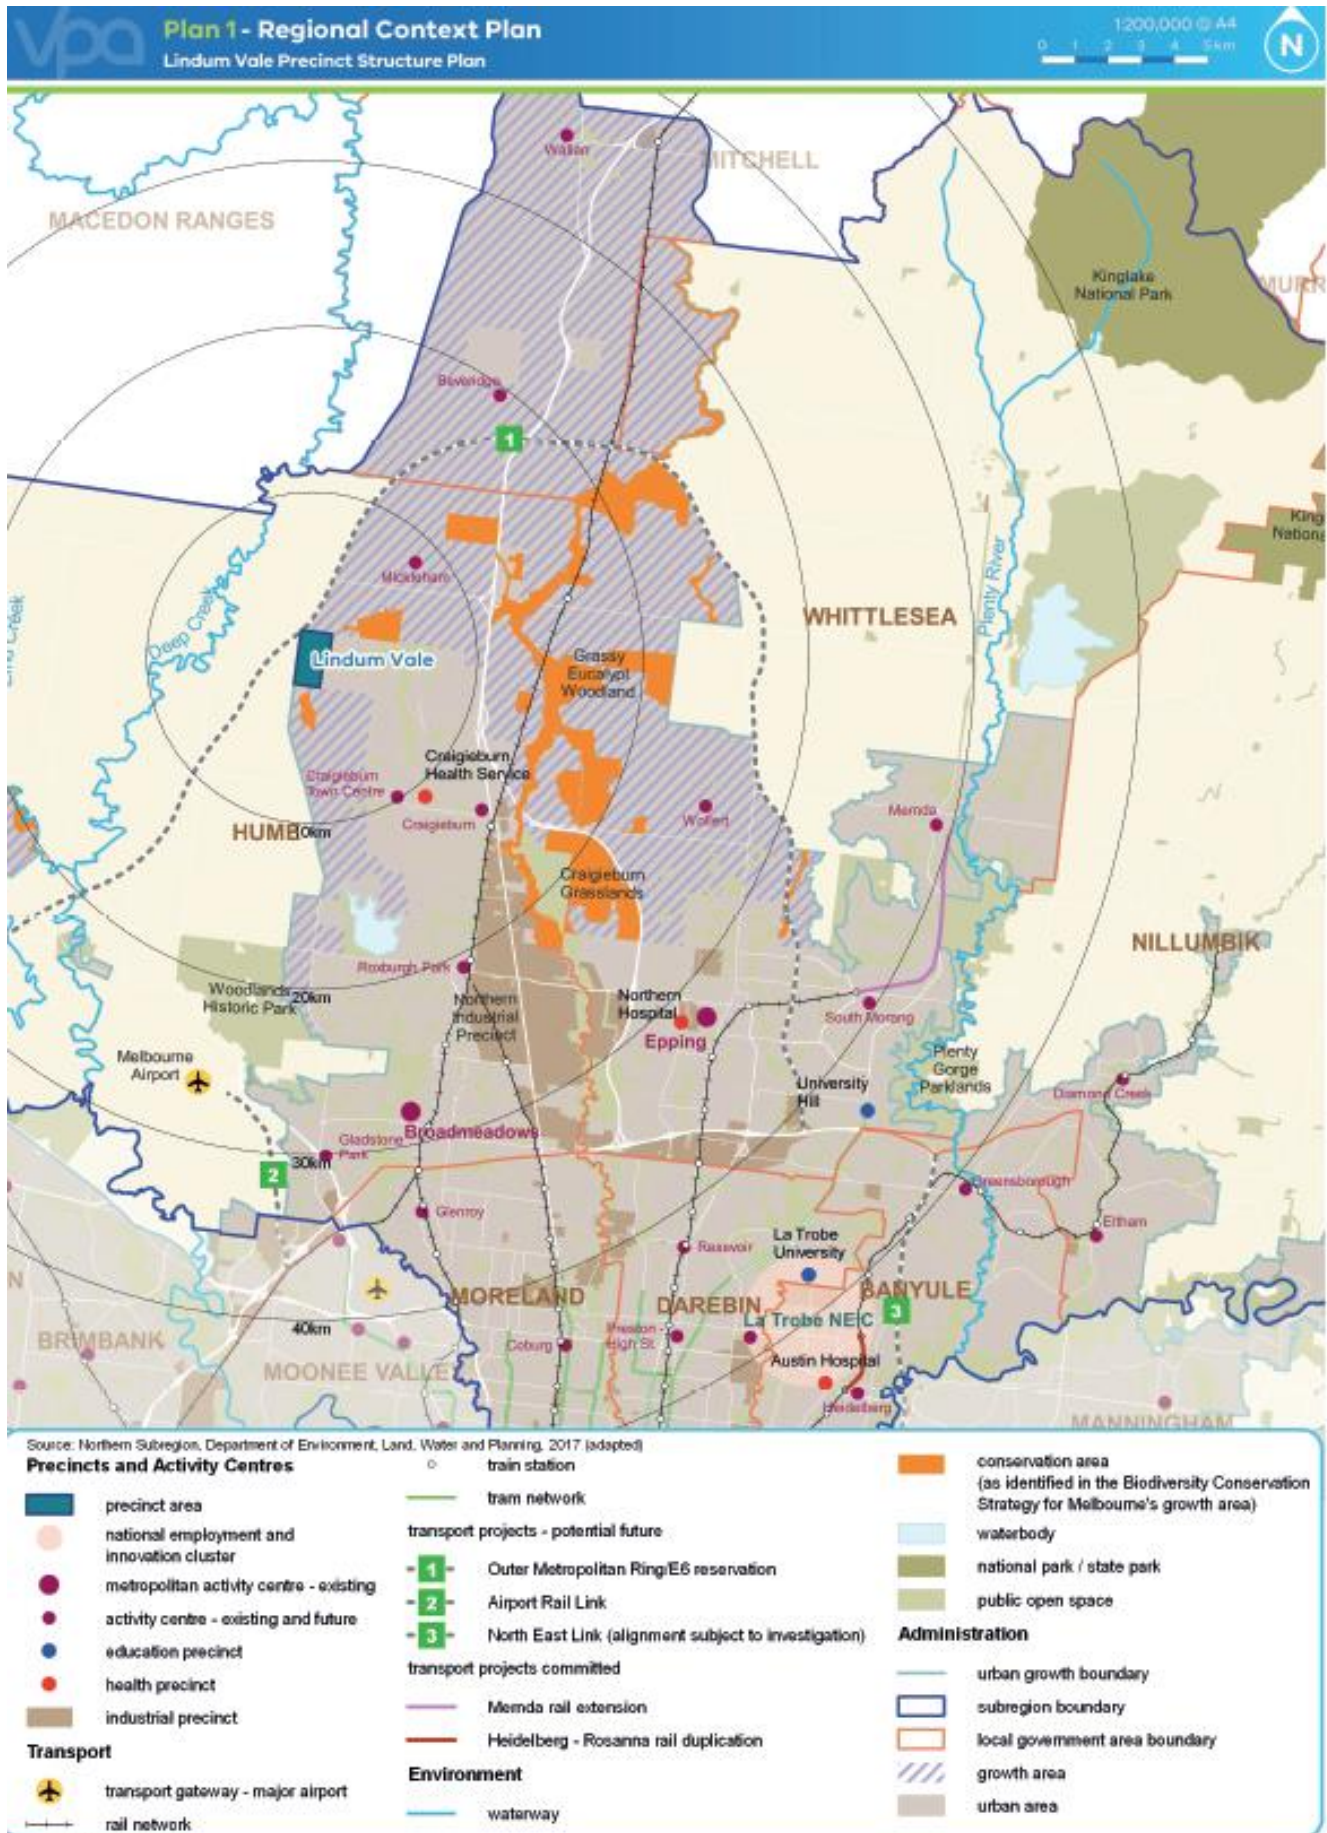 vpa
Plan 1 - Regional Context Plan
Lindum Vale Precinct Structure Plan
1:200,000 @ A4
0 1 2 3 4 5km
N
Wallan
MITCHELL
MACEDON RANGES
Kinglake
National Park
MURR
Beveridge
1
King
Nationa
Mickleham
Deep Creek
Creek
Plenty River
WHITTLESEA
Lindum Vale
Grassy
Eucalypt
Woodland
Craigieburn
Health Service
Craigieburn
Town Centre
Craigieburn
Wollert
Mernda
HUME
10km
Craigieburn
Grasslands
NILLUMBIK
Roxburgh Park
Woodlands
Historic Park
20km
Northern
Industrial
Precinct
Northern
Hospital
Epping
South Morang
Melbourne
Airport
Plenty
Gorge
Parklands
University
Hill
Diamond Creek
Broadmeadows
Gladstone
Park
30km
2
Greensborough
Glenroy
Eltham
Reservoir
La Trobe
University
MORELAND
DAREBIN
BANYULE
3
La Trobe NEIC
40km
BRIMBANK
N
MOONEE VALLEY
Coburg
Preston -
High St.
Austin Hospital
Heidelberg
MANNINGHAM
Source: Northern Subregion, Department of Environment, Land, Water and Planning, 2017 (adapted)
Precincts and Activity Centres
precinct area
national employment and
innovation cluster
metropolitan activity centre - existing
activity centre - existing and future
education precinct
health precinct
industrial precinct
Transport
transport gateway - major airport
rail network
train station
tram network
transport projects - potential future
1 Outer Metropolitan Ring/E6 reservation
2 Airport Rail Link
3 North East Link (alignment subject to investigation)
transport projects committed
Mernda rail extension
Heidelberg - Rosanna rail duplication
Environment
waterway
conservation area
(as identified in the Biodiversity Conservation
Strategy for Melbourne's growth area)
waterbody
national park / state park
public open space
Administration
urban growth boundary
subregion boundary
local government area boundary
growth area
urban area